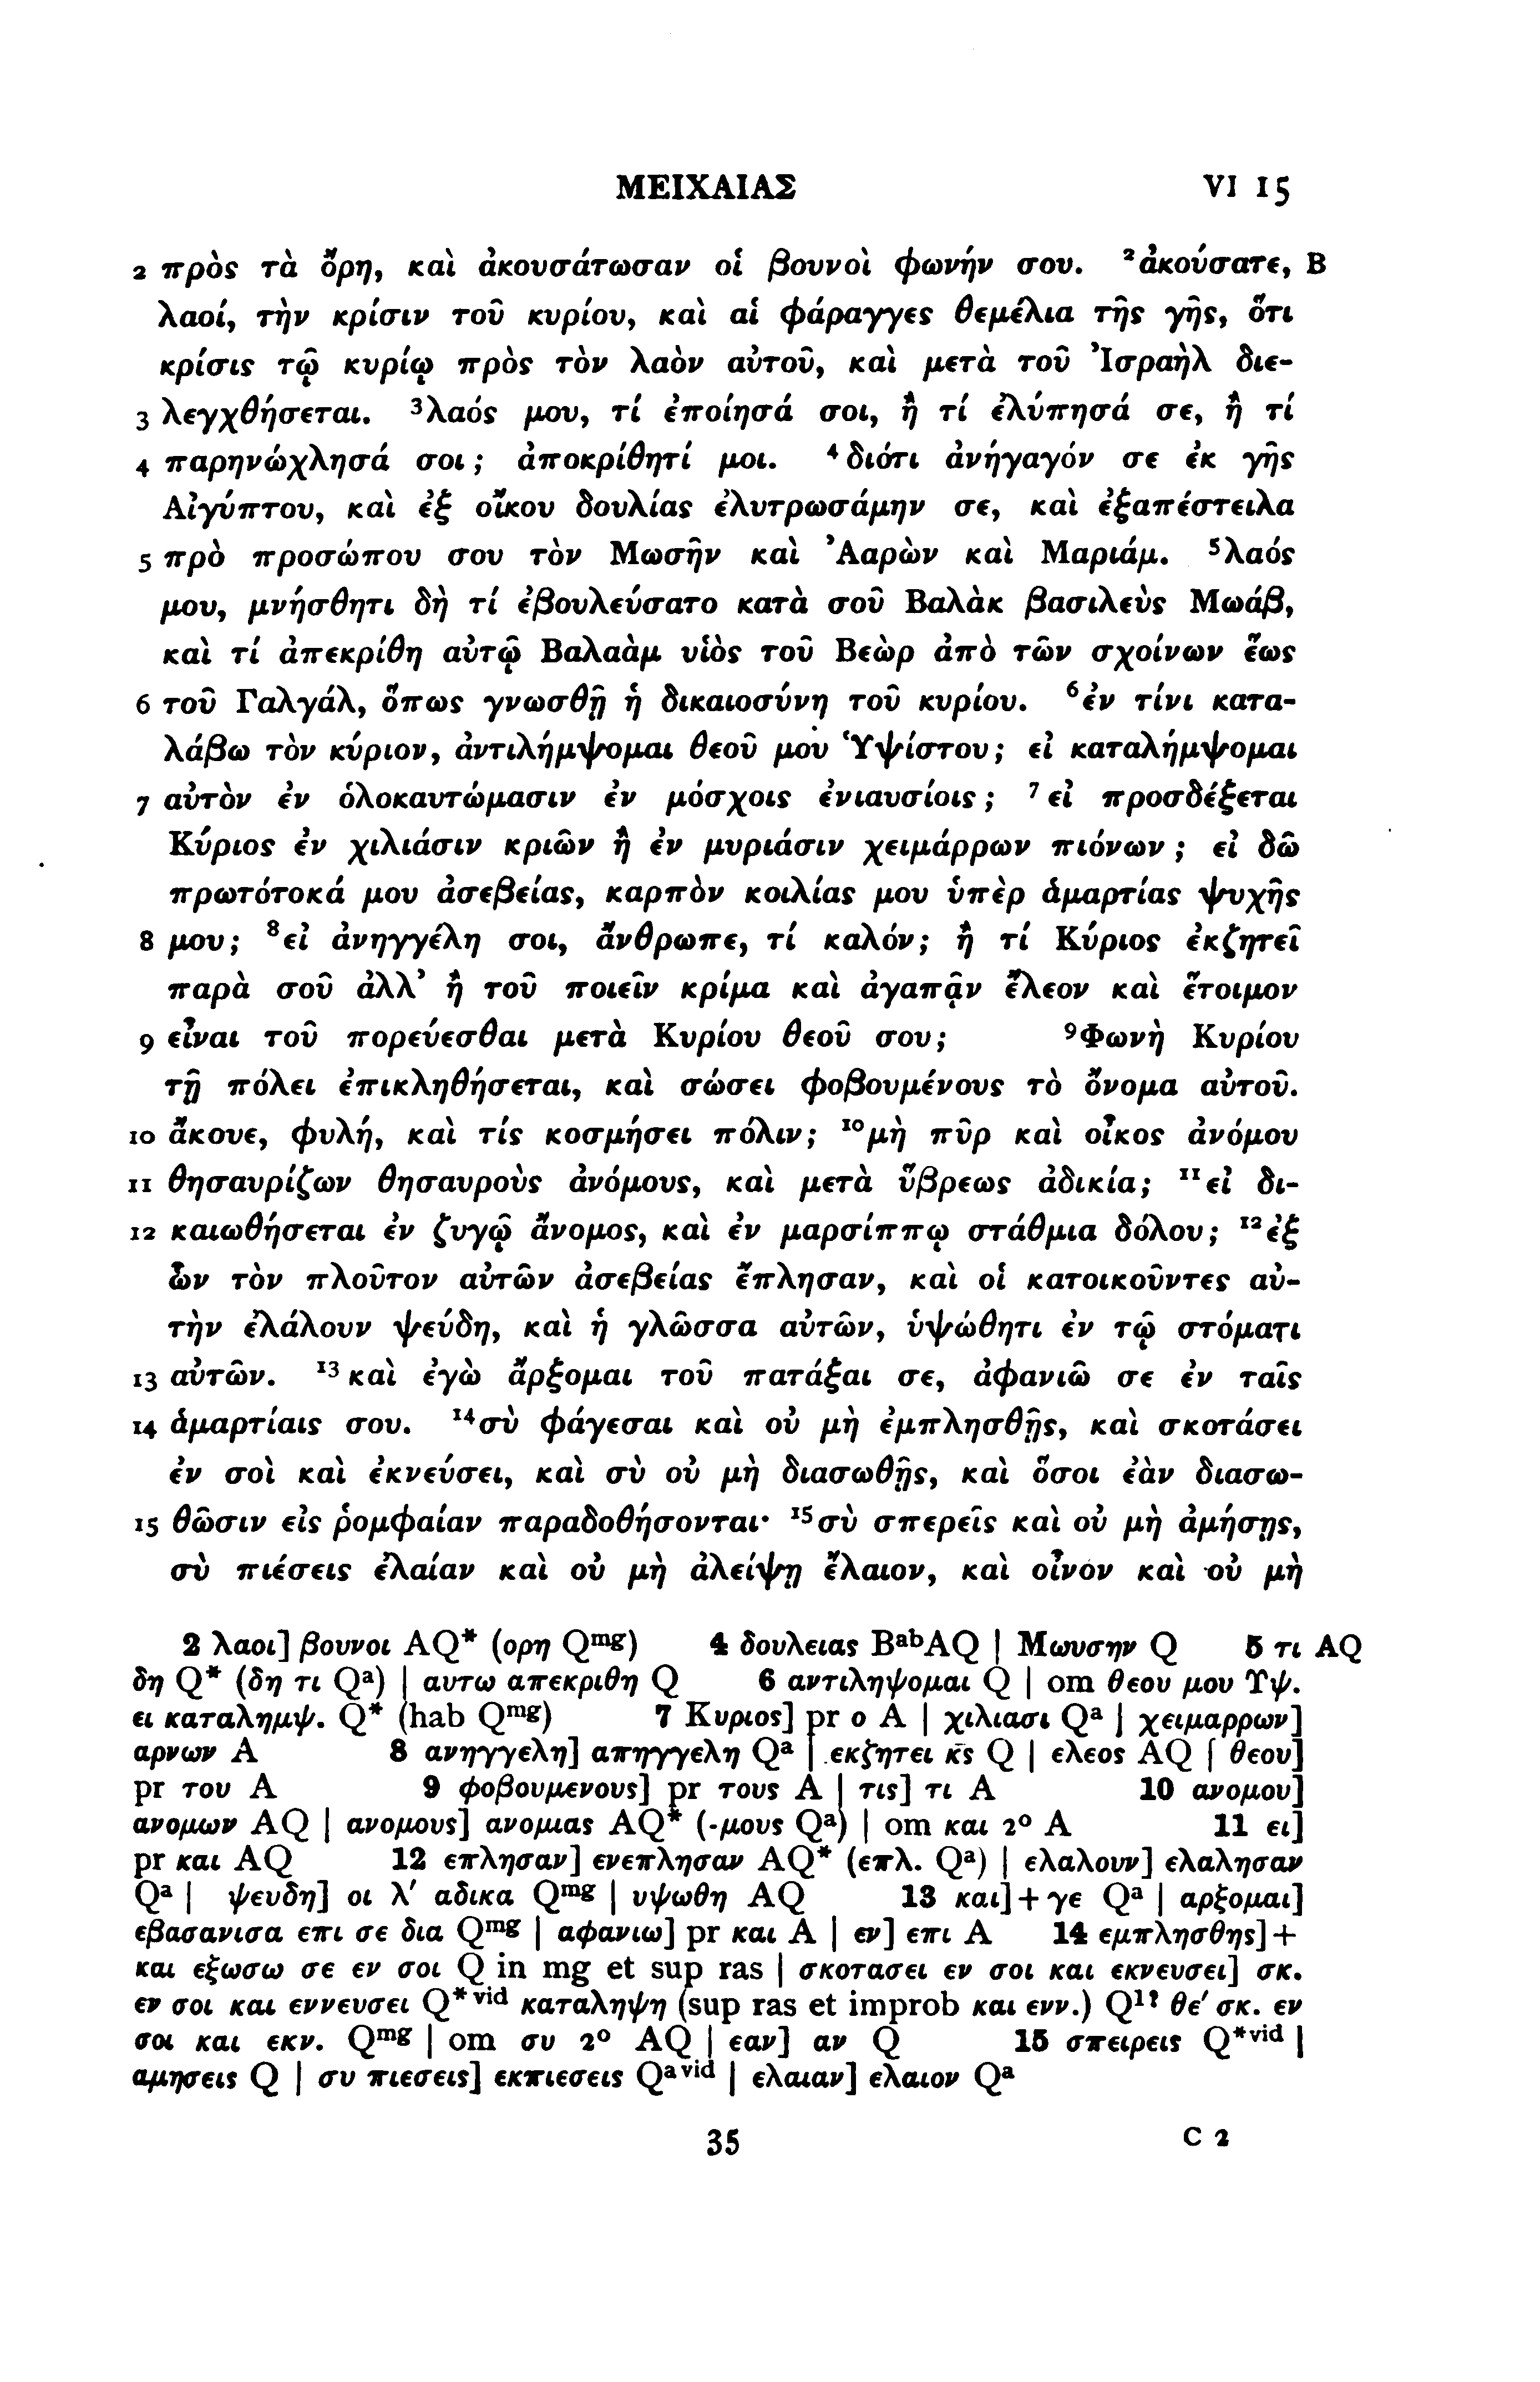 ΜΕΙΧΑΙΑΣ VI 15
2 πρὸς τὰ ὄρη, καὶ ἀκουσάτωσαν οἱ βουνοὶ φωνήν σου. ²ἀκούσατε, B
λαοί, τὴν κρίσιν τοῦ κυρίου, καὶ αἱ φάραγγες θεμέλια τῆς γῆς, ὅτι
κρίσις τῷ κυρίῳ πρὸς τὸν λαὸν αὐτοῦ, καὶ μετὰ τοῦ Ἰσραὴλ διε-
3 λεγχθήσεται. ³λαός μου, τί ἐποίησά σοι, ἢ τί ἐλύπησά σε, ἢ τί
4 παρηνώχλησά σοι; ἀποκρίθητί μοι. ⁴διότι ἀνήγαγόν σε ἐκ γῆς
Αἰγύπτου, καὶ ἐξ οἴκου δουλίας ἐλυτρωσάμην σε, καὶ ἐξαπέστειλα
5 πρὸ προσώπου σου τὸν Μωσῆν καὶ Ἀαρὼν καὶ Μαριάμ. ⁵λαός
μου, μνήσθητι δὴ τί ἐβουλεύσατο κατὰ σοῦ Βαλὰκ βασιλεὺς Μωάβ,
καὶ τί ἀπεκρίθη αὐτῷ Βαλαὰμ υἱὸς τοῦ Βεὼρ ἀπὸ τῶν σχοίνων ἕως
6 τοῦ Γαλγάλ, ὅπως γνωσθῇ ἡ δικαιοσύνη τοῦ κυρίου. ⁶ἐν τίνι κατα-
λάβω τὸν κύριον, ἀντιλήμψομαι θεοῦ μου Ὑψίστου; εἰ καταλήμψομαι
7 αὐτὸν ἐν ὁλοκαυτώμασιν ἐν μόσχοις ἐνιαυσίοις; ⁷εἰ προσδέξεται
Κύριος ἐν χιλιάσιν κριῶν ἢ ἐν μυριάσιν χειμάρρων πιόνων; εἰ δῶ
πρωτότοκά μου ἀσεβείας, καρπὸν κοιλίας μου ὑπὲρ ἁμαρτίας ψυχῆς
8 μου; ⁸εἰ ἀνηγγέλη σοι, ἄνθρωπε, τί καλόν; ἢ τί Κύριος ἐκζητεῖ
παρὰ σοῦ ἀλλ’ ἢ τοῦ ποιεῖν κρίμα καὶ ἀγαπᾷν ἔλεον καὶ ἕτοιμον
9 εἶναι τοῦ πορεύεσθαι μετὰ Κυρίου θεοῦ σου; ⁹Φωνὴ Κυρίου
τῇ πόλει ἐπικληθήσεται, καὶ σώσει φοβουμένους τὸ ὄνομα αὐτοῦ.
10 ἄκουε, φυλή, καὶ τίς κοσμήσει πόλιν; ¹⁰μὴ πῦρ καὶ οἶκος ἀνόμου
11 θησαυρίζων θησαυροὺς ἀνόμους, καὶ μετὰ ὕβρεως ἀδικία; ¹¹εἰ δι-
12 καιωθήσεται ἐν ζυγῷ ἄνομος, καὶ ἐν μαρσίππῳ στάθμια δόλου; ¹²ἐξ
ὧν τὸν πλοῦτον αὐτῶν ἀσεβείας ἔπλησαν, καὶ οἱ κατοικοῦντες αὐ-
τὴν ἐλάλουν ψεύδη, καὶ ἡ γλῶσσα αὐτῶν, ὑψώθητι ἐν τῷ στόματι
13 αὐτῶν. ¹³καὶ ἐγὼ ἄρξομαι τοῦ πατάξαι σε, ἀφανιῶ σε ἐν ταῖς
14 ἁμαρτίαις σου. ¹⁴σὺ φάγεσαι καὶ οὐ μὴ ἐμπλησθῇς, καὶ σκοτάσει
ἐν σοὶ καὶ ἐκνεύσει, καὶ σὺ οὐ μὴ διασωθῇς, καὶ ὅσοι ἐὰν διασω-
15 θῶσιν εἰς ῥομφαίαν παραδοθήσονται· ¹⁵σὺ σπερεῖς καὶ οὐ μὴ ἀμήσῃς,
σὺ πιέσεις ἐλαίαν καὶ οὐ μὴ ἀλείψῃ ἔλαιον, καὶ οἶνον καὶ οὐ μὴ
2 λαοι] βουνοι AQ* (ορη Qmg) 4 δουλειας BabAQ | Μωυσην Q 5 τι AQ
δη Q* (δη τι Qa) | αυτω απεκριθη Q 6 αντιληψομαι Q | om θεου μου Υψ.
ει καταλημψ. Q* (hab Qmg) 7 Κυριος] pr ο A | χιλιασι Qa | χειμαρρων]
αρνων A 8 ανηγγελη] απηγγελη Qa | εκζητει κ̄ς Q | ελεος AQ | θεου]
pr του A 9 φοβουμενους] pr τους A | τις] τι A 10 ανομου]
ανομων AQ | ανομους] ανομιας AQ* (-μους Qa) | om και 2º A 11 ει]
pr και AQ 12 επλησαν] ενεπλησαν AQ* (επλ. Qa) | ελαλουν] ελαλησαν
Qa | ψευδη] οι λ′ αδικα Qmg | υψωθη AQ 13 και]+γε Qa | αρξομαι]
εβασανισα επι σε δια Qmg | αφανιω] pr και A | εν] επι A 14 εμπλησθης]+
και εξωσω σε εν σοι Q in mg et sup ras | σκοτασει εν σοι και εκνευσει] σκ.
εν σοι και εννευσει Q*vid καταληψη (sup ras et improb και ενν.) Q1? θε′ σκ. εν
σοι και εκν. Qmg | om συ 2º AQ | εαν] αν Q 15 σπειρεις Q*vid |
αμησεις Q | συ πιεσεις] εκπιεσεις Qavid | ελαιαν] ελαιον Qa
35 C 2